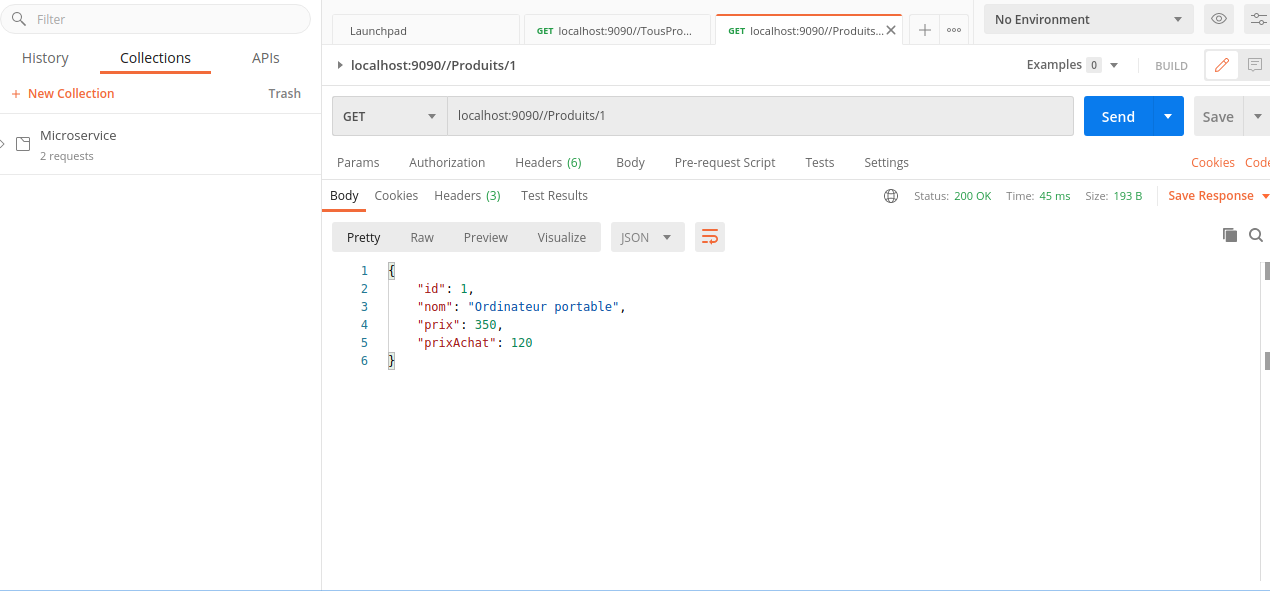 Filter
History Collections APIs
+ New Collection Trash
Microservice
2 requests
Launchpad GET localhost:9090//TousPro... GET localhost:9090//Produits... No Environment
localhost:9090//Produits/1 Examples 0 BUILD
GET localhost:9090//Produits/1 Send Save
Params Authorization Headers (6) Body Pre-request Script Tests Settings Cookies Code
Body Cookies Headers (3) Test Results Status: 200 OK Time: 45 ms Size: 193 B Save Response
Pretty Raw Preview Visualize JSON
1 {
2 "id": 1,
3 "nom": "Ordinateur portable",
4 "prix": 350,
5 "prixAchat": 120
6 }